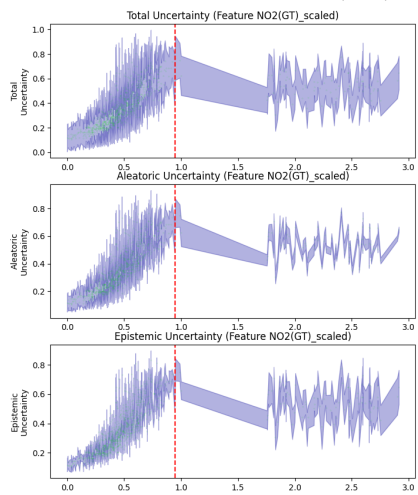 Total Uncertainty (Feature NO2(GT)_scaled)
1.0
0.8
0.6
0.4
0.2
0.0
Total
Uncertainty
0.0 0.5 1.0 1.5 2.0 2.5 3.0
Aleatoric Uncertainty (Feature NO2(GT)_scaled)
0.8
0.6
0.4
0.2
Aleatoric
Uncertainty
0.0 0.5 1.0 1.5 2.0 2.5 3.0
Epistemic Uncertainty (Feature NO2(GT)_scaled)
0.8
0.6
0.4
0.2
Epistemic
Uncertainty
0.0 0.5 1.0 1.5 2.0 2.5 3.0